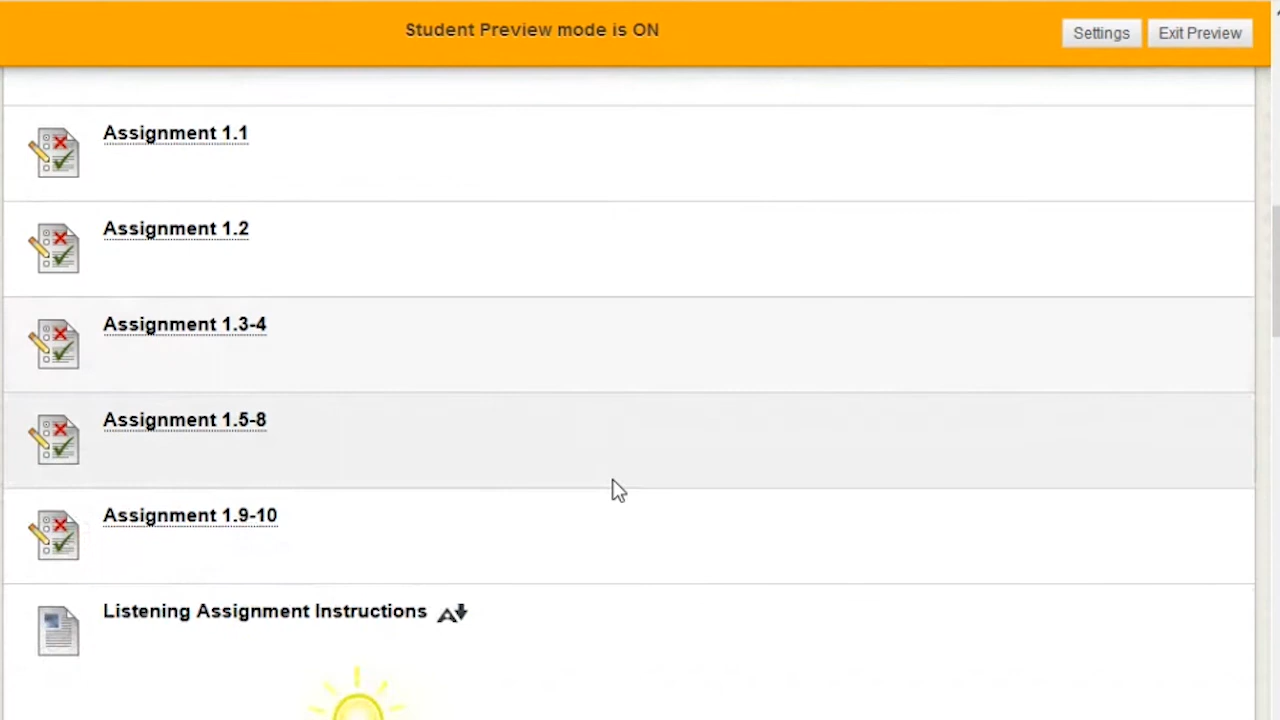 Student Preview mode is ON
Settings
Exit Preview
Assignment 1.1
Assignment 1.2
Assignment 1.3-4
Assignment 1.5-8
Assignment 1.9-10
Listening Assignment Instructions